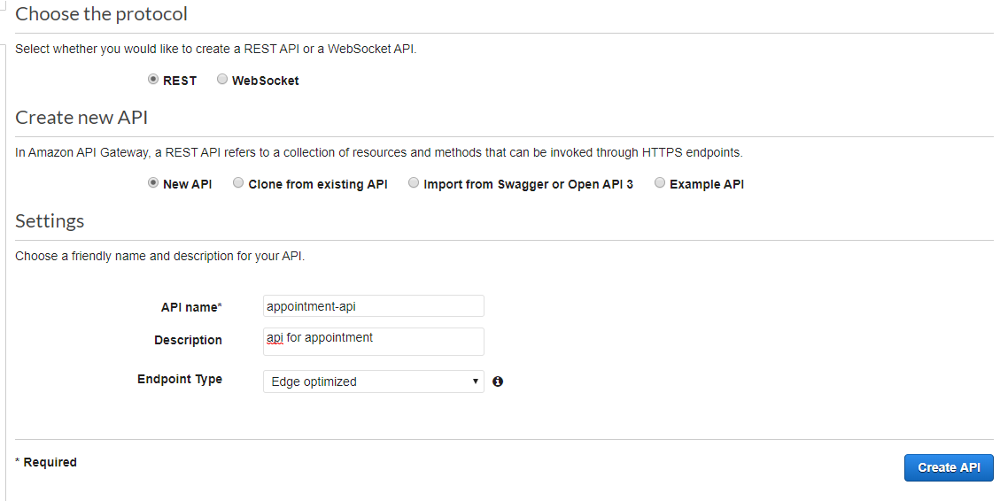 Choose the protocol
Select whether you would like to create a REST API or a WebSocket API.
REST WebSocket
Create new API
In Amazon API Gateway, a REST API refers to a collection of resources and methods that can be invoked through HTTPS endpoints.
New API Clone from existing API Import from Swagger or Open API 3 Example API
Settings
Choose a friendly name and description for your API.
API name* appointment-api
Description api for appointment
Endpoint Type Edge optimized
* Required Create API